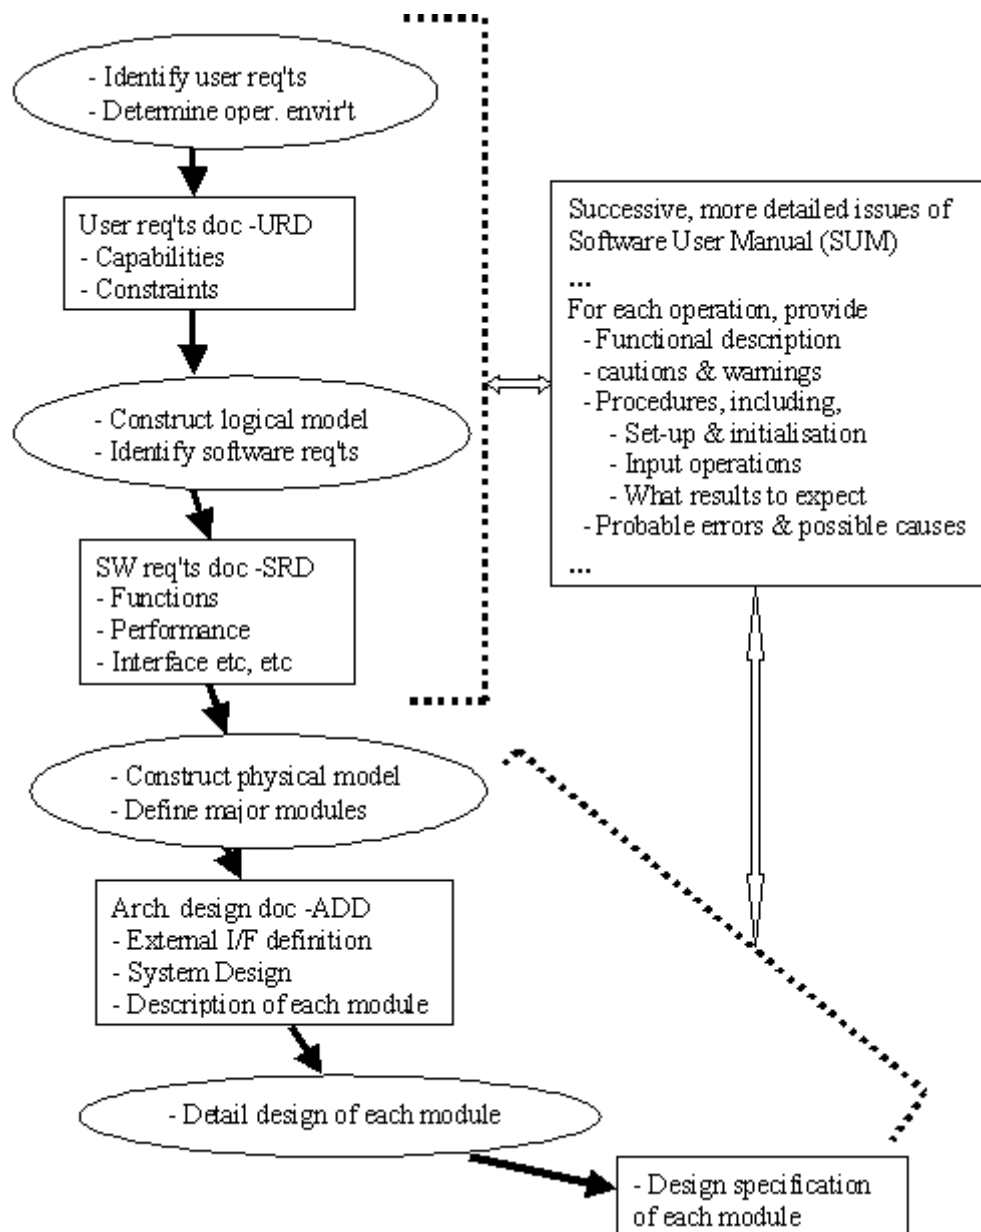 - Identify user req'ts
- Determine oper. envir't
User req'ts doc -URD
- Capabilities
- Constraints
- Construct logical model
- Identify software req'ts
SW req'ts doc -SRD
- Functions
- Performance
- Interface etc, etc
- Construct physical model
- Define major modules
Arch. design doc -ADD
- External I/F definition
- System Design
- Description of each module
- Detail design of each module
- Design specification
of each module
Successive, more detailed issues of
Software User Manual (SUM)
...
For each operation, provide
- Functional description
- cautions & warnings
- Procedures, including,
- Set-up & initialisation
- Input operations
- What results to expect
- Probable errors & possible causes
...